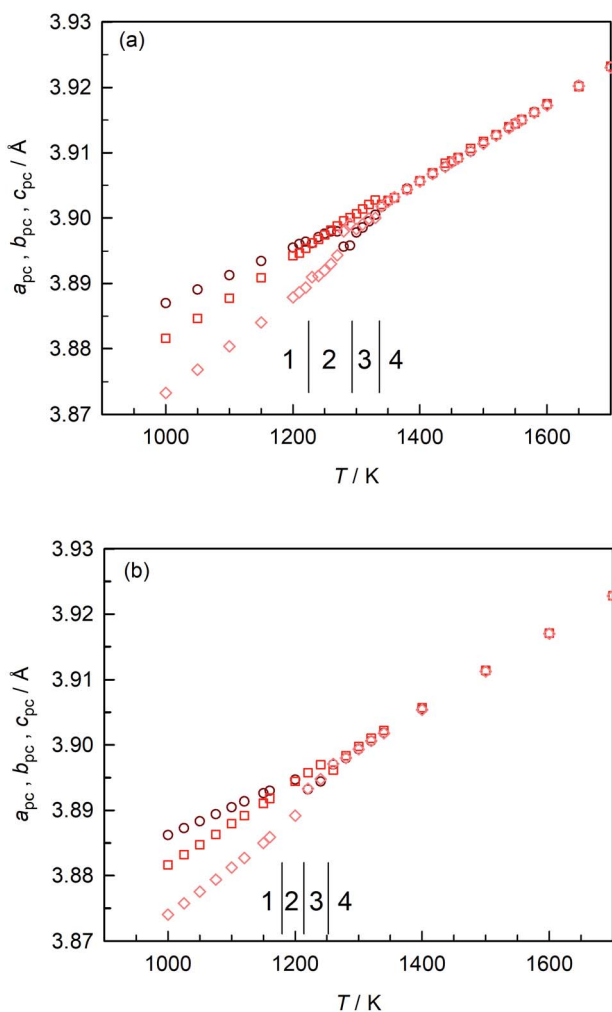 (a)
3.93
3.92
3.91
3.90
3.89
3.88
3.87
a_pc , b_pc , c_pc / Å
1 2 3 4
1000 1200 1400 1600
T / K
(b)
3.93
3.92
3.91
3.90
3.89
3.88
3.87
a_pc , b_pc , c_pc / Å
1 2 3 4
1000 1200 1400 1600
T / K